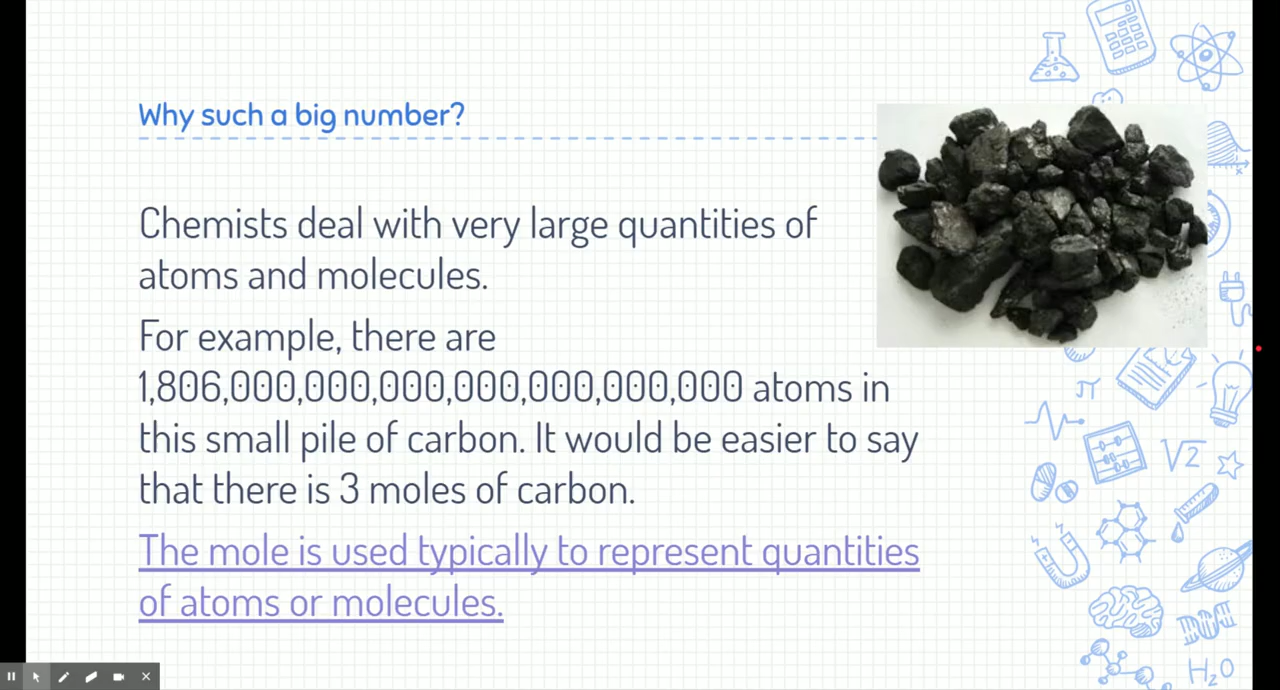 Why such a big number?
Chemists deal with very large quantities of
atoms and molecules.
For example, there are
1,806,000,000,000,000,000,000,000 atoms in
this small pile of carbon. It would be easier to say
that there is 3 moles of carbon.
The mole is used typically to represent quantities
of atoms or molecules.
x
π
√2
H₂O